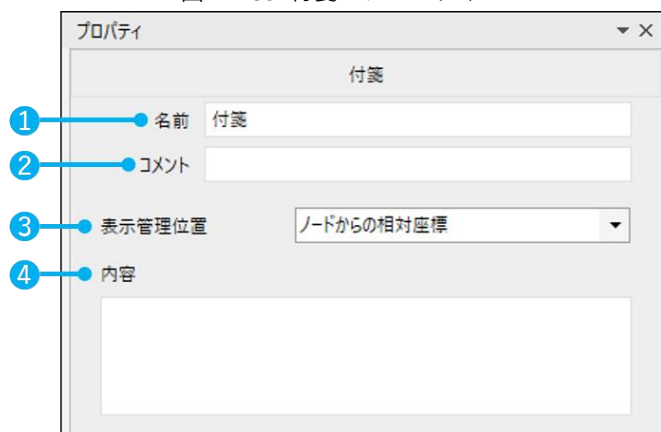 プロパティ
付箋
1 名前 付箋
2 コメント
3 表示管理位置 ノードからの相対座標
4 内容